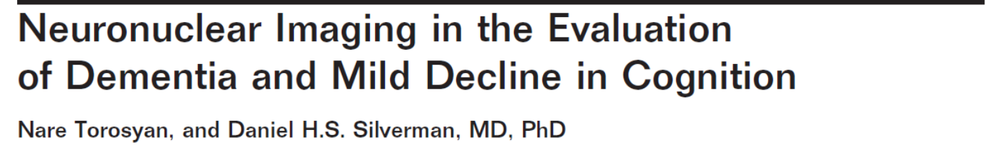 Neuronuclear Imaging in the Evaluation
of Dementia and Mild Decline in Cognition
Nare Torosyan, and Daniel H.S. Silverman, MD, PhD